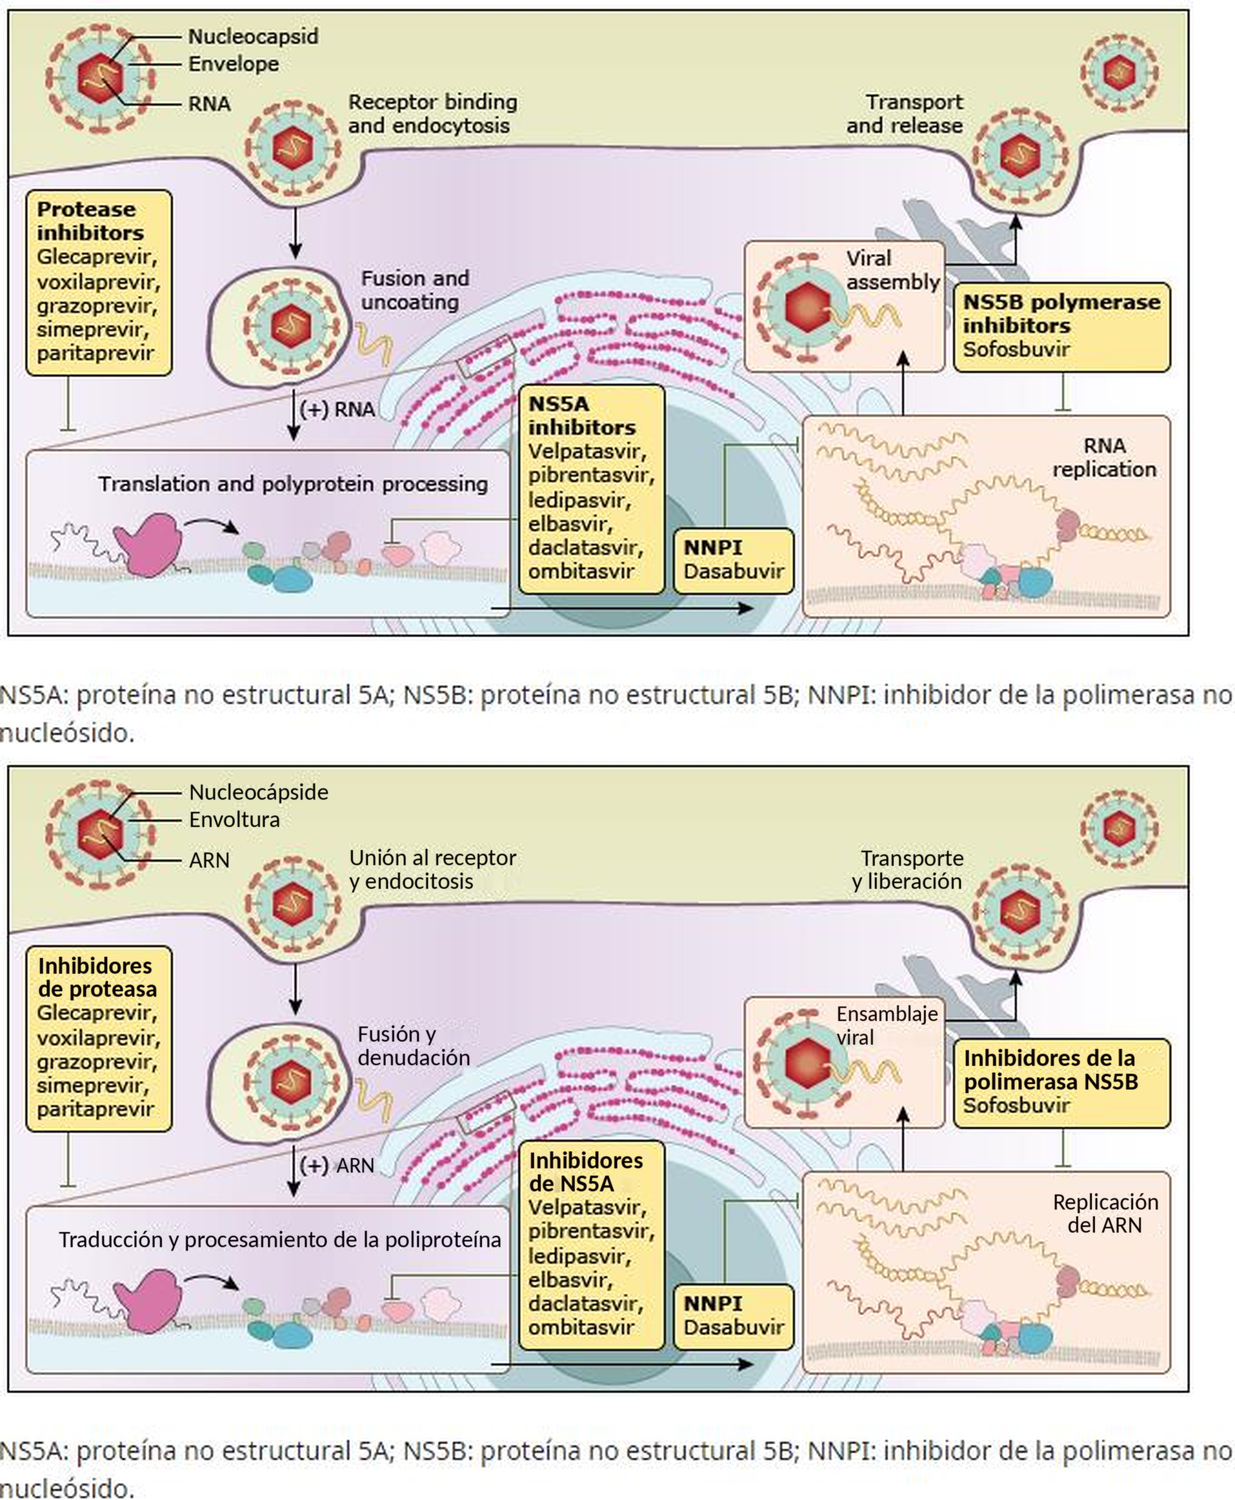 Nucleocapsid
Envelope
RNA
Receptor binding
and endocytosis
Transport
and release
Protease
inhibitors
Glecaprevir,
voxilaprevir,
grazoprevir,
simeprevir,
paritaprevir
Fusion and
uncoating
(+) RNA
Viral
assembly
NS5B polymerase
inhibitors
Sofosbuvir
NS5A
inhibitors
Velpatasvir,
pibrentasvir,
ledipasvir,
elbasvir,
daclatasvir,
ombitasvir
NNPI
Dasabuvir
RNA
replication
Translation and polyprotein processing
NS5A: proteína no estructural 5A; NS5B: proteína no estructural 5B; NNPI: inhibidor de la polimerasa no
nucleósido.
Nucleocápside
Envoltura
ARN
Unión al receptor
y endocitosis
Transporte
y liberación
Inhibidores
de proteasa
Glecaprevir,
voxilaprevir,
grazoprevir,
simeprevir,
paritaprevir
Fusión y
denudación
(+) ARN
Ensamblaje
viral
Inhibidores de la
polimerasa NS5B
Sofosbuvir
Inhibidores
de NS5A
Velpatasvir,
pibrentasvir,
ledipasvir,
elbasvir,
daclatasvir,
ombitasvir
NNPI
Dasabuvir
Replicación
del ARN
Traducción y procesamiento de la poliproteína
NS5A: proteína no estructural 5A; NS5B: proteína no estructural 5B; NNPI: inhibidor de la polimerasa no
nucleósido.